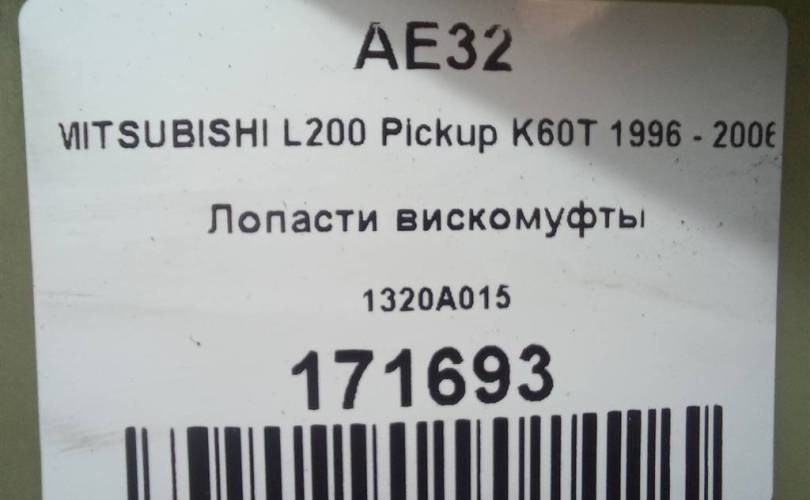 AE32
MITSUBISHI L200 Pickup K60T 1996 - 2006
Лопасти вискомуфты
1320A015
171693